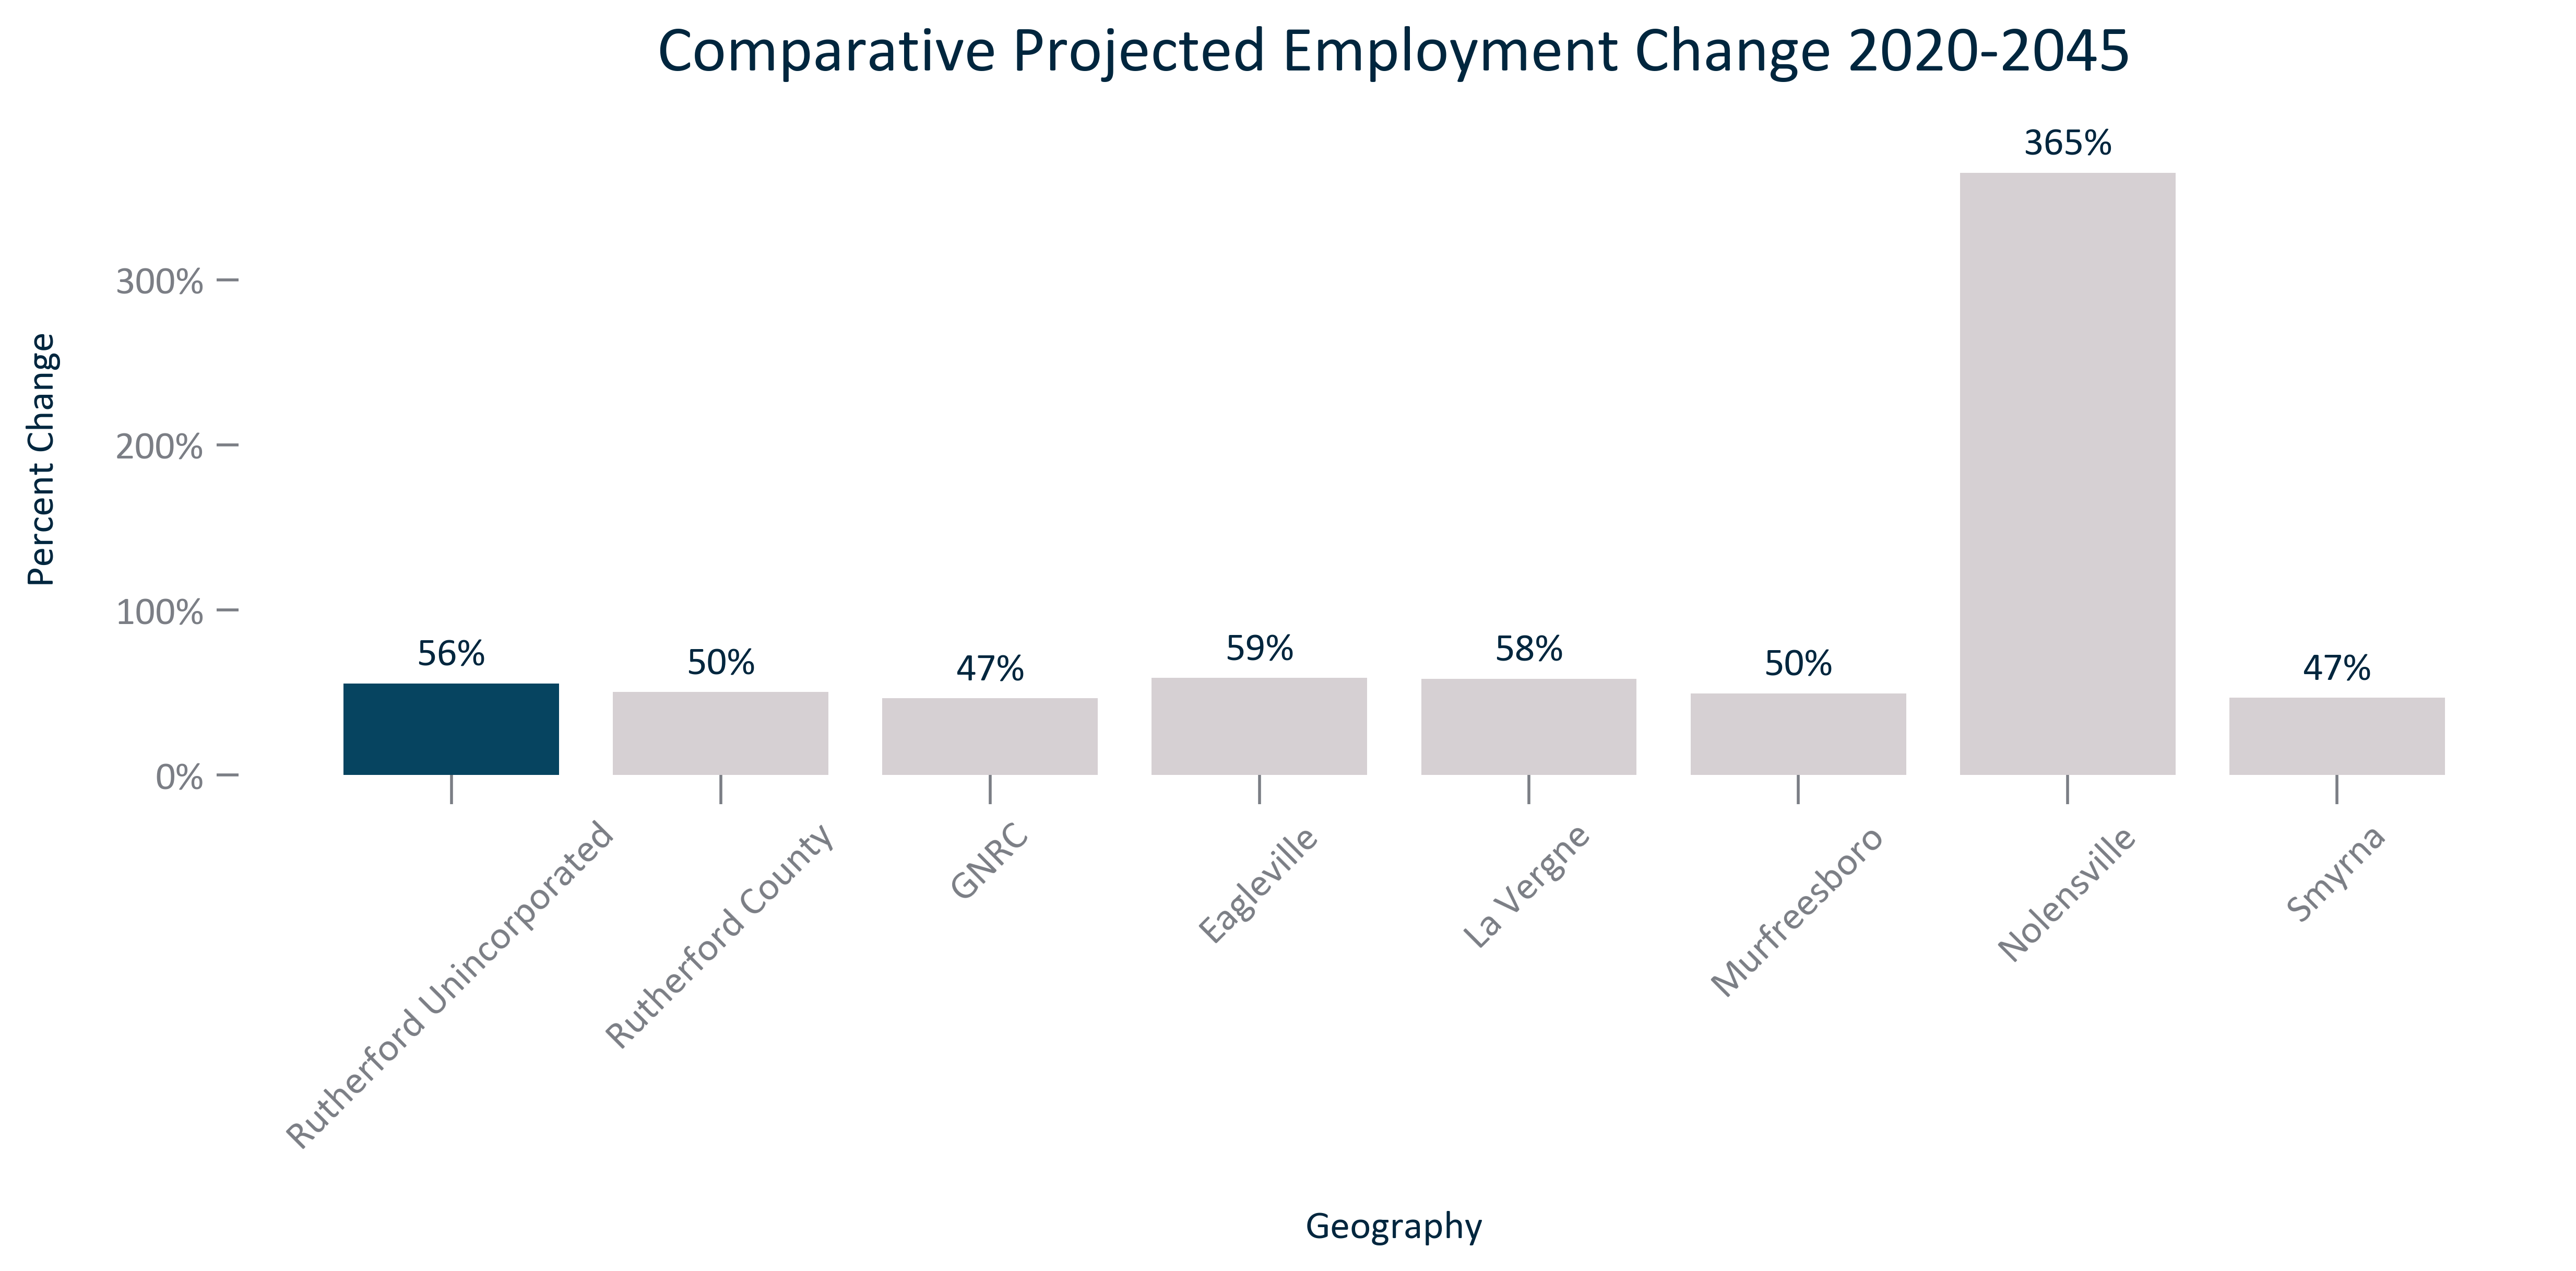 Comparative Projected Employment Change 2020-2045
Percent Change
300%
200%
100%
0%
56%
50%
47%
59%
58%
50%
365%
47%
Rutherford Unincorporated
Rutherford County
GNRC
Eagleville
La Vergne
Murfreesboro
Nolensville
Smyrna
Geography